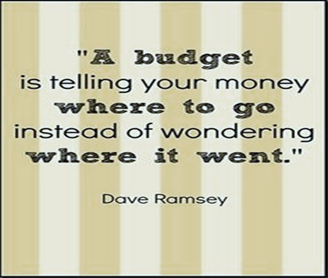 "A budget
is telling your money
where to go
instead of wondering
where it went."
Dave Ramsey